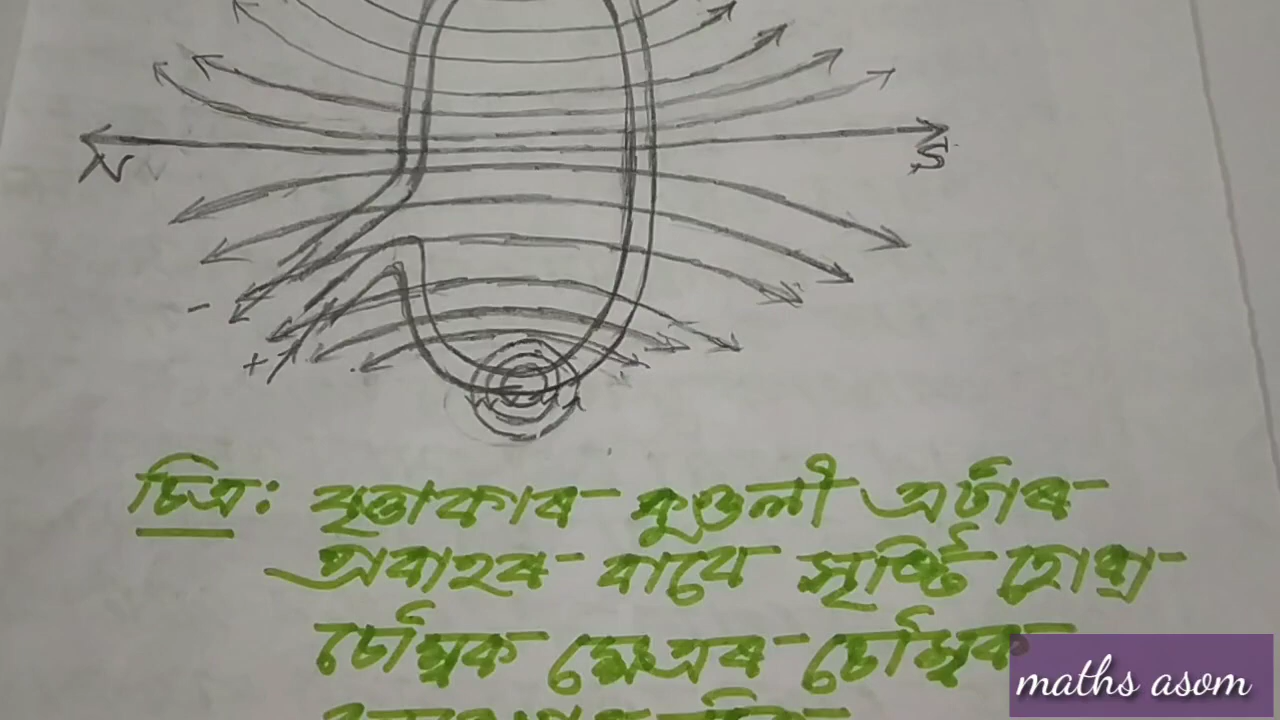 N
S
-
+
চিত্ৰ: বৃত্তাকাৰ কুণ্ডলী এটাৰ
প্ৰবাহৰ বাবে সৃষ্টি হোৱা
চৌম্বক ক্ষেত্ৰৰ চৌম্বক
maths asom